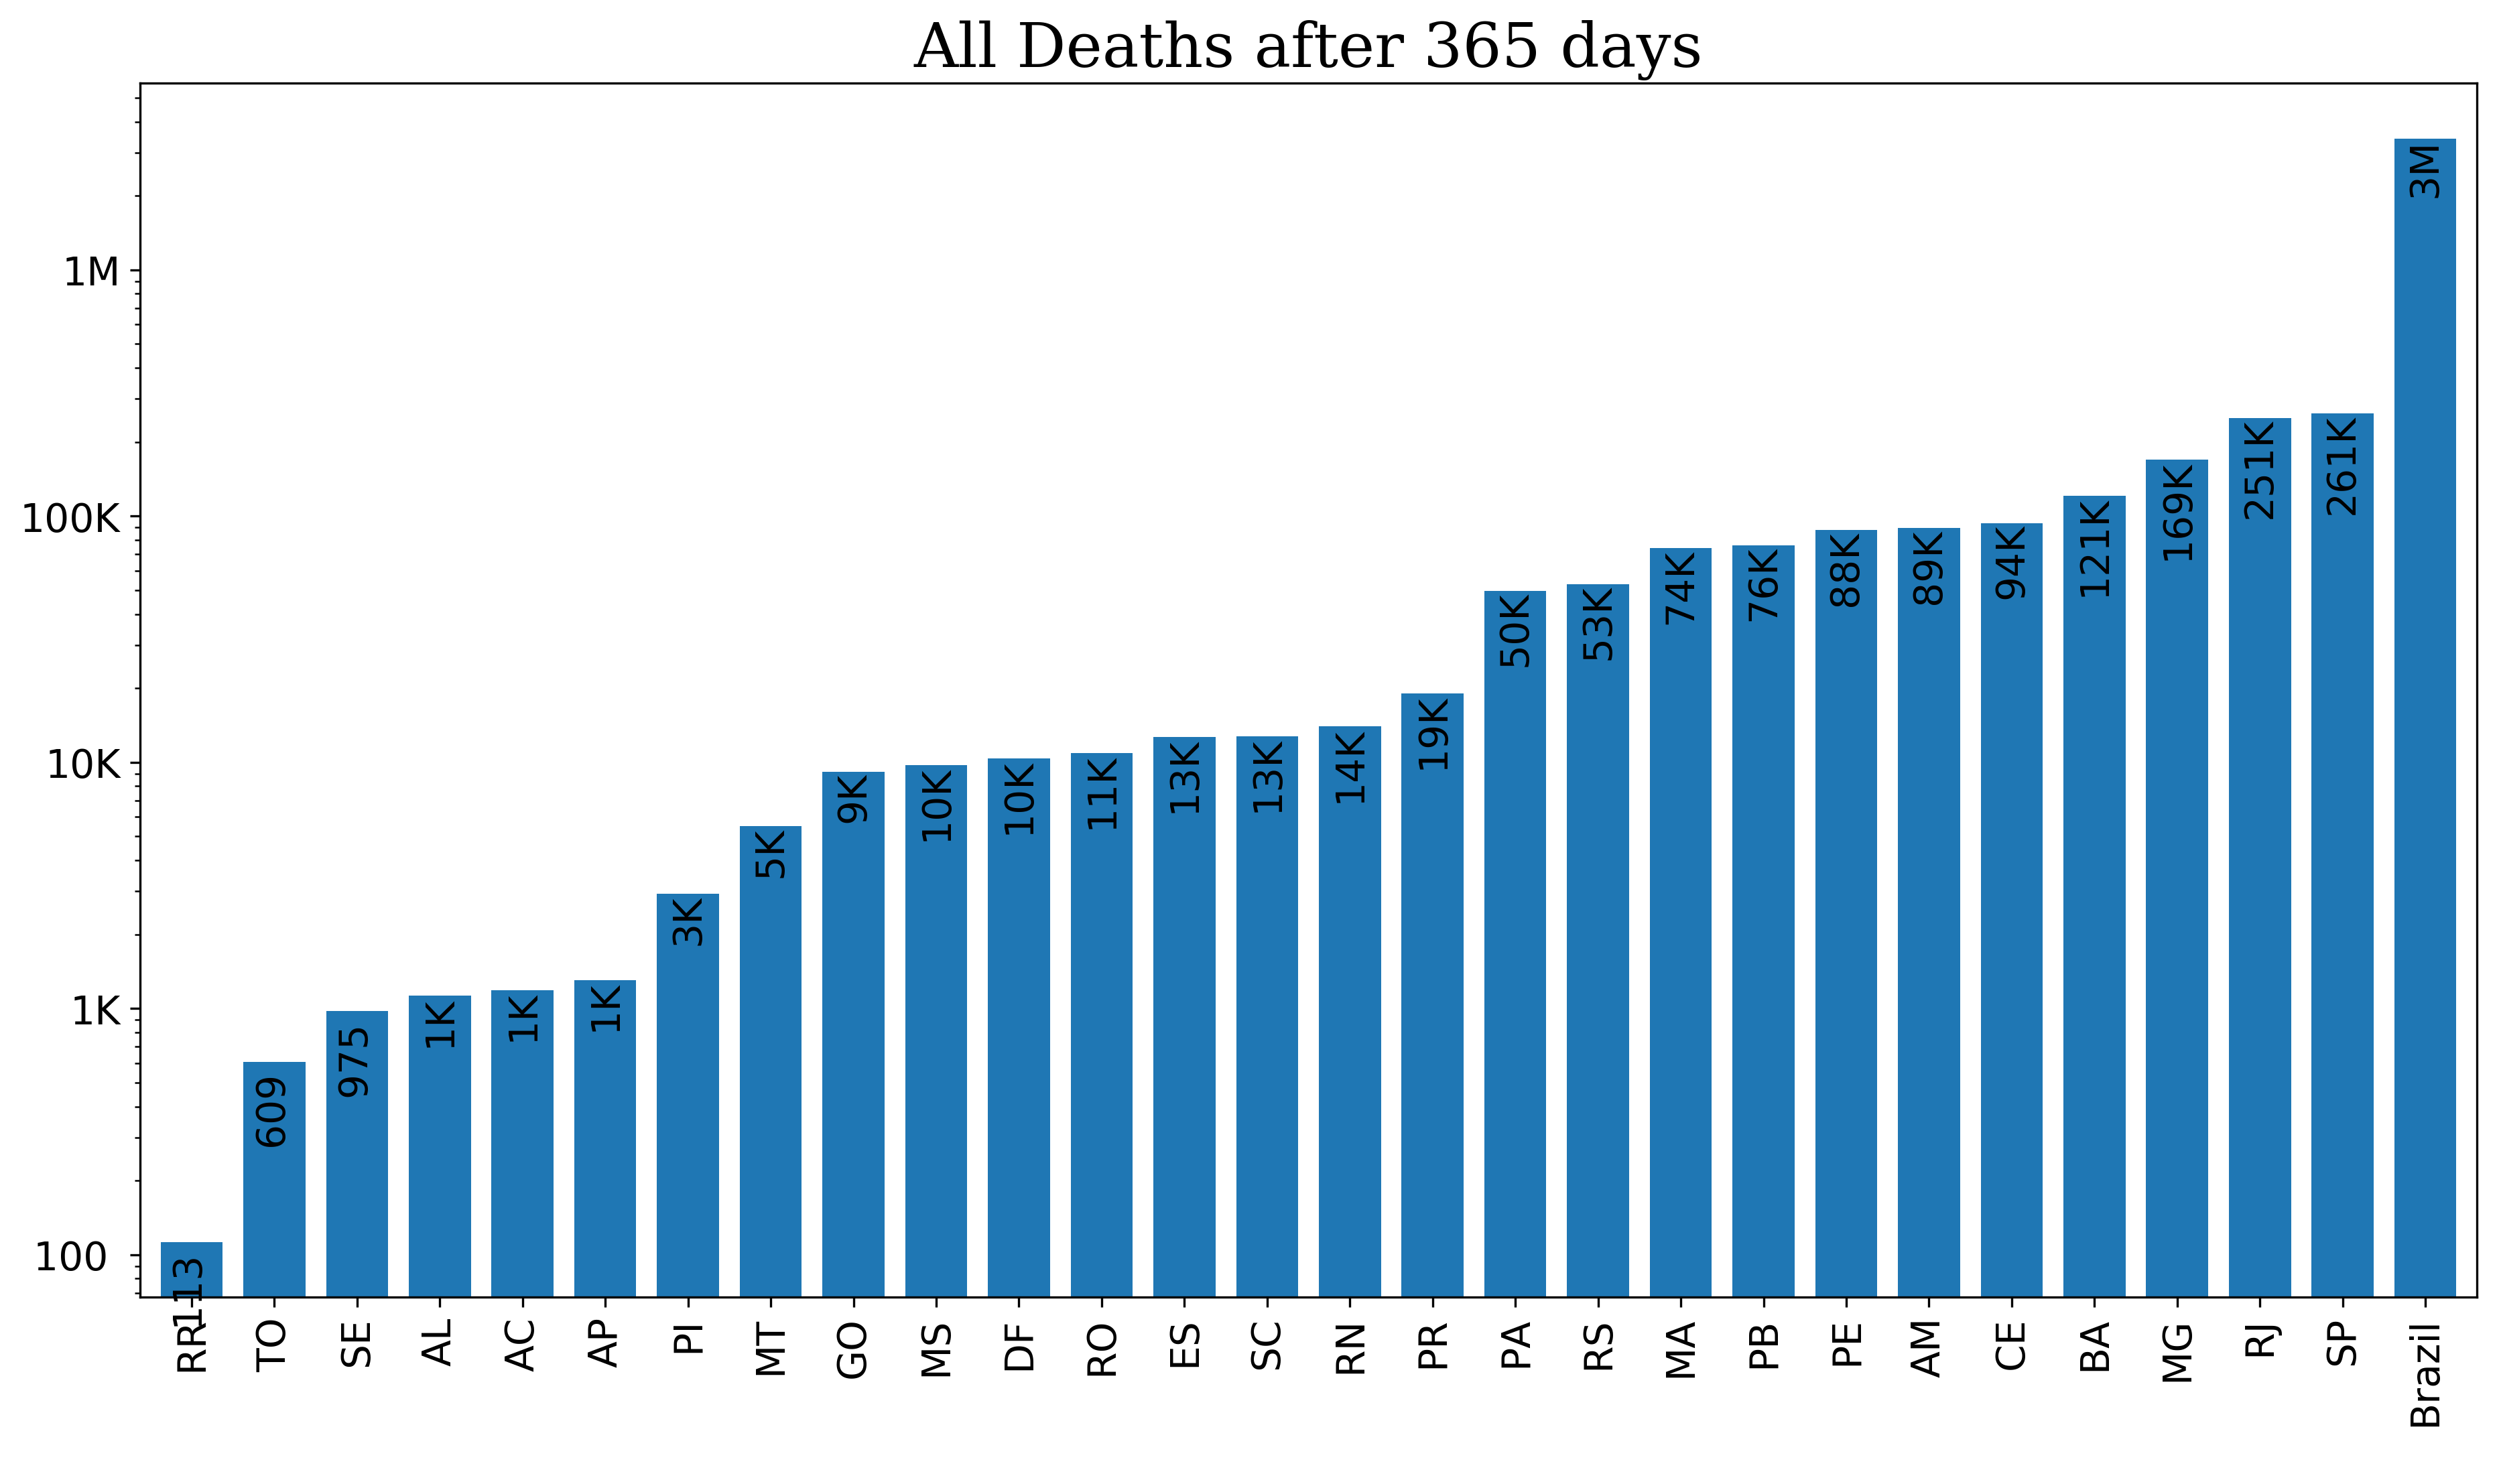 All Deaths after 365 days
1M
100K
10K
1K
100
113
609
975
1K
1K
1K
3K
5K
9K
10K
10K
11K
13K
13K
14K
19K
50K
53K
74K
76K
88K
89K
94K
121K
169K
251K
261K
3M
RR
TO
SE
AL
AC
AP
PI
MT
GO
MS
DF
RO
ES
SC
RN
PR
PA
RS
MA
PB
PE
AM
CE
BA
MG
RJ
SP
Brazil